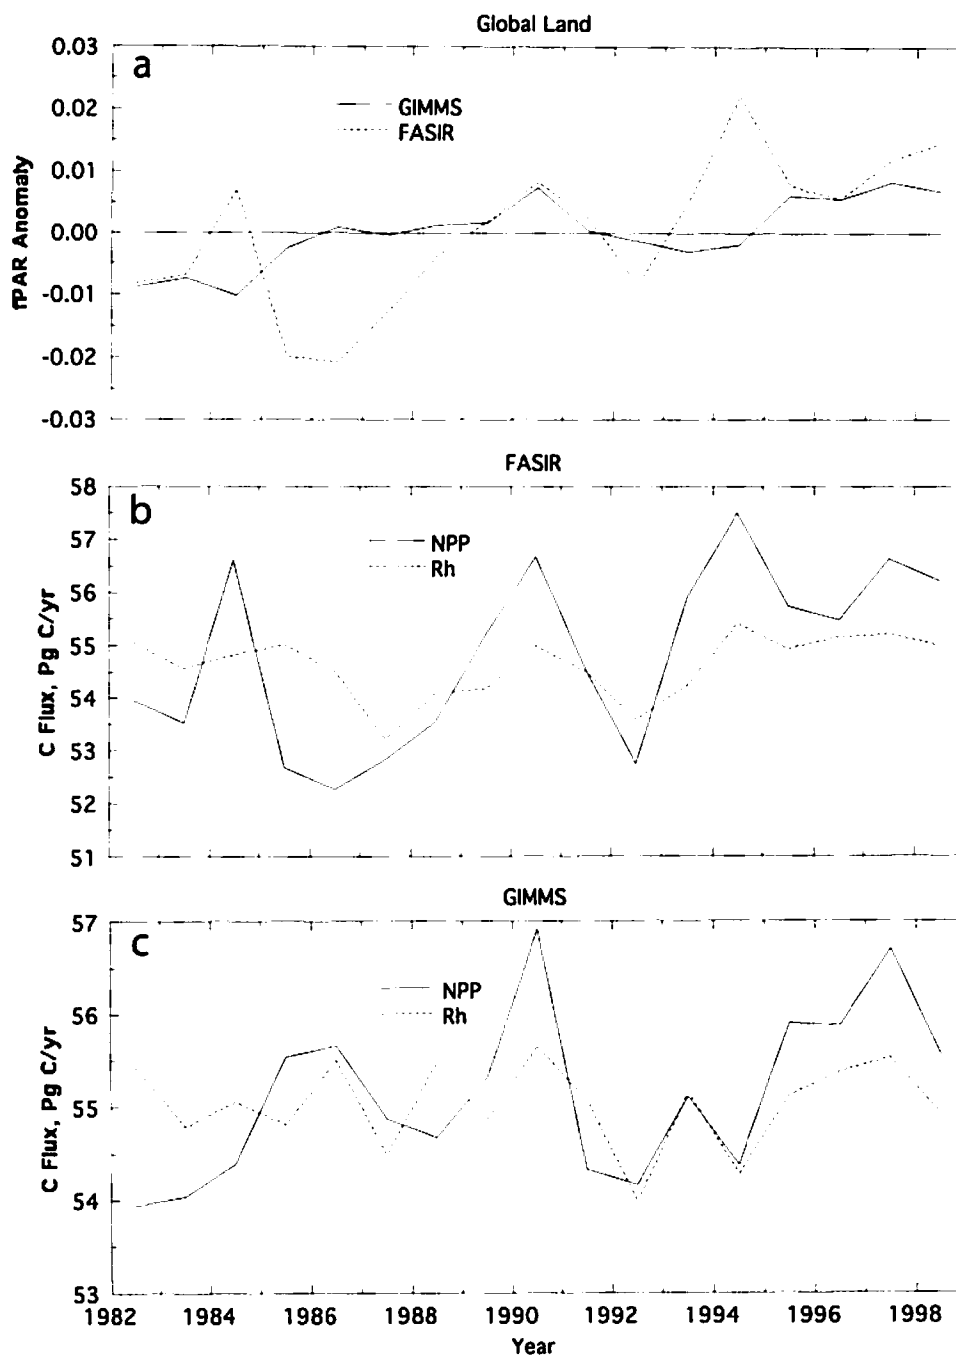 Global Land
a
0.03
0.02
0.01
0.00
-0.01
-0.02
-0.03
fPAR Anomaly
GIMMS
FASIR
FASIR
b
58
57
56
55
54
53
52
51
C Flux, Pg C/yr
NPP
Rh
GIMMS
c
57
56
55
54
53
C Flux, Pg C/yr
NPP
Rh
1982 1984 1986 1988 1990 1992 1994 1996 1998
Year